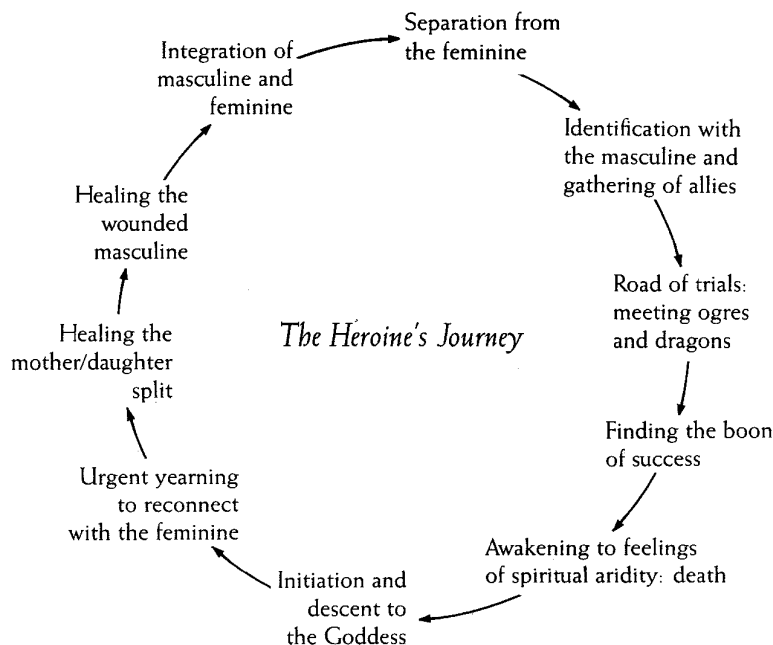 Separation from
the feminine
Identification with
the masculine and
gathering of allies
Road of trials:
meeting ogres
and dragons
Finding the boon
of success
Awakening to feelings
of spiritual aridity: death
Initiation and
descent to
the Goddess
Urgent yearning
to reconnect
with the feminine
Healing the
mother/daughter
split
Healing the
wounded
masculine
Integration of
masculine and
feminine
The Heroine's Journey